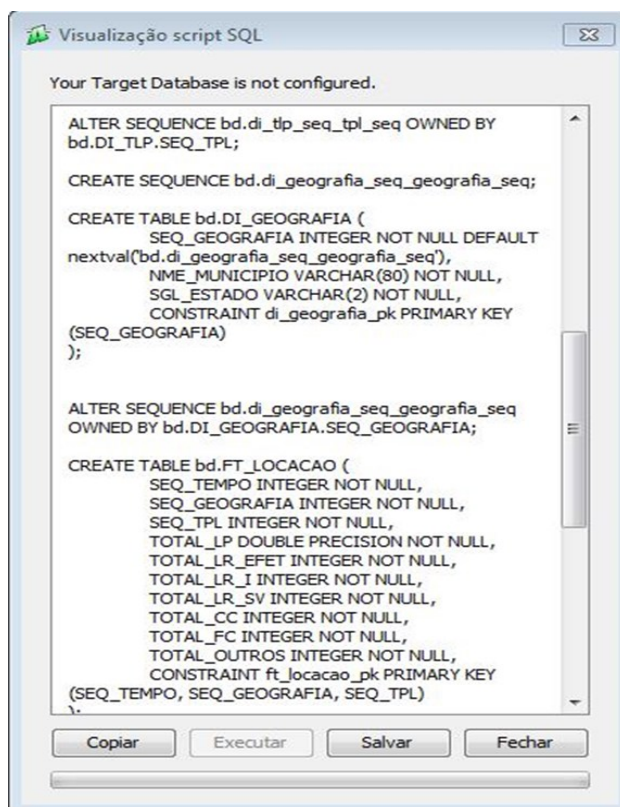 Visualização script SQL
Your Target Database is not configured.
ALTER SEQUENCE bd.di_tlp_seq_tpl_seq OWNED BY
bd.DI_TLP.SEQ_TPL;
CREATE SEQUENCE bd.di_geografia_seq_geografia_seq;
CREATE TABLE bd.DI_GEOGRAFIA (
SEQ_GEOGRAFIA INTEGER NOT NULL DEFAULT
nextval('bd.di_geografia_seq_geografia_seq'),
NME_MUNICIPIO VARCHAR(80) NOT NULL,
SGL_ESTADO VARCHAR(2) NOT NULL,
CONSTRAINT di_geografia_pk PRIMARY KEY
(SEQ_GEOGRAFIA)
);
ALTER SEQUENCE bd.di_geografia_seq_geografia_seq
OWNED BY bd.DI_GEOGRAFIA.SEQ_GEOGRAFIA;
CREATE TABLE bd.FT_LOCACAO (
SEQ_TEMPO INTEGER NOT NULL,
SEQ_GEOGRAFIA INTEGER NOT NULL,
SEQ_TPL INTEGER NOT NULL,
TOTAL_LP DOUBLE PRECISION NOT NULL,
TOTAL_LR_EFET INTEGER NOT NULL,
TOTAL_LR_I INTEGER NOT NULL,
TOTAL_LR_SV INTEGER NOT NULL,
TOTAL_CC INTEGER NOT NULL,
TOTAL_FC INTEGER NOT NULL,
TOTAL_OUTROS INTEGER NOT NULL,
CONSTRAINT ft_locacao_pk PRIMARY KEY
(SEQ_TEMPO, SEQ_GEOGRAFIA, SEQ_TPL)
);
Copiar Executar Salvar Fechar